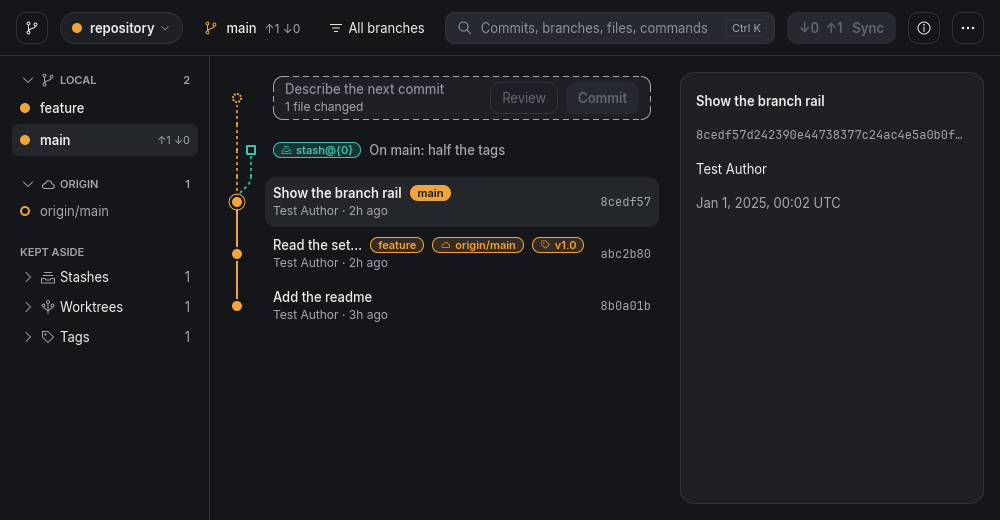 repository
main ↑1 ↓0
All branches
Commits, branches, files, commands Ctrl K
↓0 ↑1 Sync
LOCAL 2
feature
main ↑1 ↓0
ORIGIN 1
origin/main
KEPT ASIDE
Stashes 1
Worktrees 1
Tags 1
Describe the next commit
1 file changed
Review Commit
stash@{0} On main: half the tags
Show the branch rail main
Test Author · 2h ago
8cedf57
Read the set... feature origin/main v1.0
Test Author · 2h ago
abc2b80
Add the readme
Test Author · 3h ago
8b0a01b
Show the branch rail
8cedf57d242390e44738377c24ac4e5a0b0f…
Test Author
Jan 1, 2025, 00:02 UTC